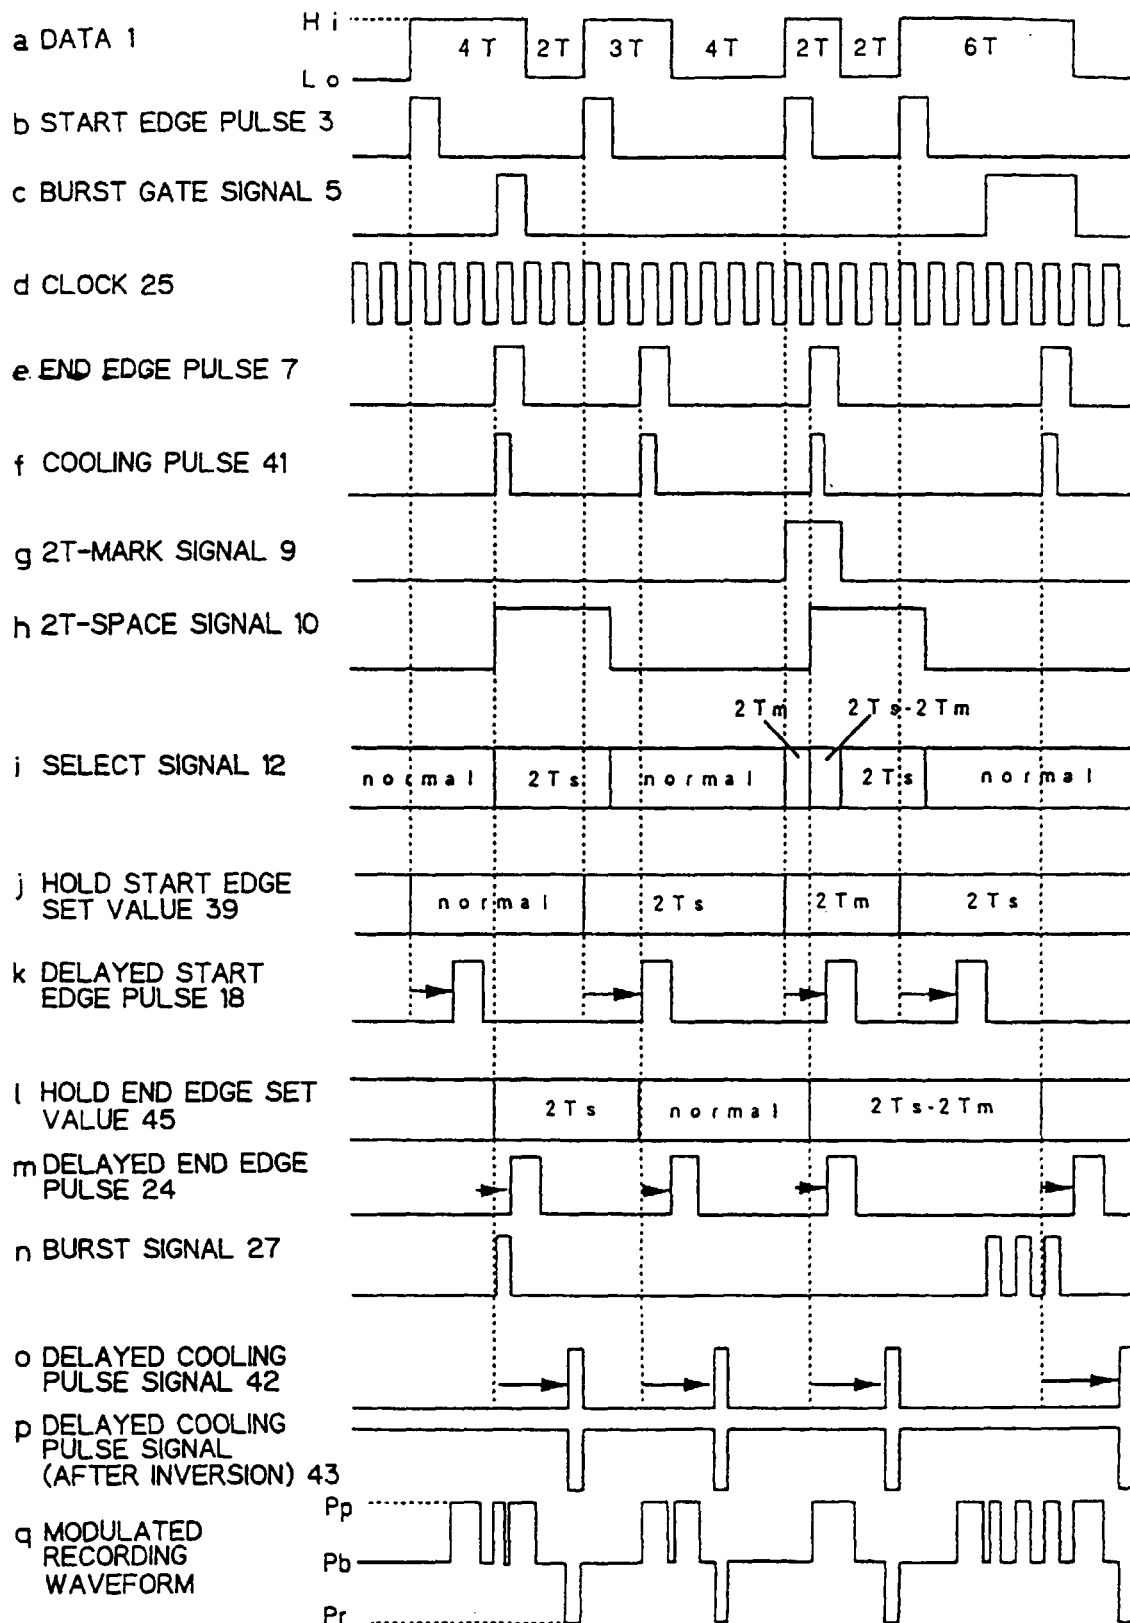 Hi
a DATA 1
4T 2T 3T 4T 2T 2T 6T
Lo
b START EDGE PULSE 3
c BURST GATE SIGNAL 5
d CLOCK 25
e END EDGE PULSE 7
f COOLING PULSE 41
g 2T-MARK SIGNAL 9
h 2T-SPACE SIGNAL 10
2Tm 2Ts-2Tm
i SELECT SIGNAL 12
normal 2Ts normal 2Ts normal
j HOLD START EDGE
SET VALUE 39
normal 2Ts 2Tm 2Ts
k DELAYED START
EDGE PULSE 18
l HOLD END EDGE SET
VALUE 45
2Ts normal 2Ts-2Tm
m DELAYED END EDGE
PULSE 24
n BURST SIGNAL 27
o DELAYED COOLING
PULSE SIGNAL 42
p DELAYED COOLING
PULSE SIGNAL
(AFTER INVERSION) 43
Pp
q MODULATED
RECORDING
WAVEFORM
Pb
Pr